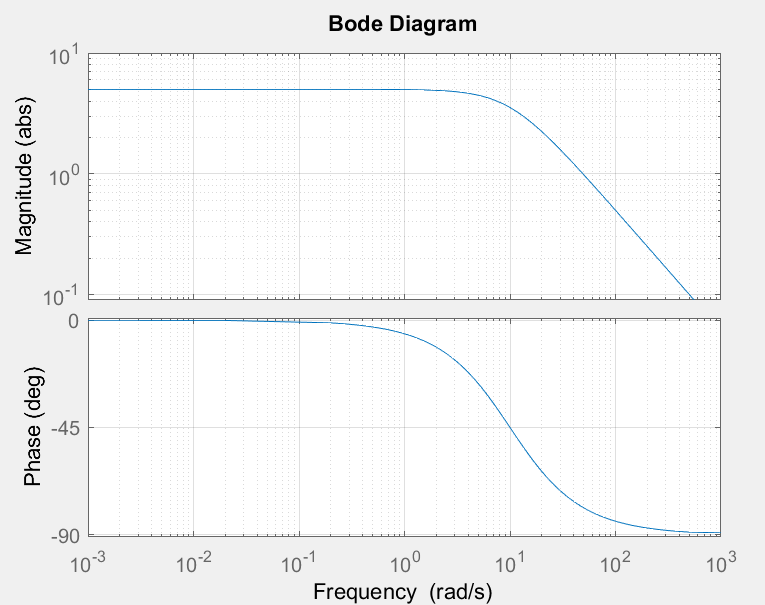 Bode Diagram
10^1
10^0
10^-1
Magnitude (abs)
0
-45
-90
Phase (deg)
10^-3 10^-2 10^-1 10^0 10^1 10^2 10^3
Frequency (rad/s)